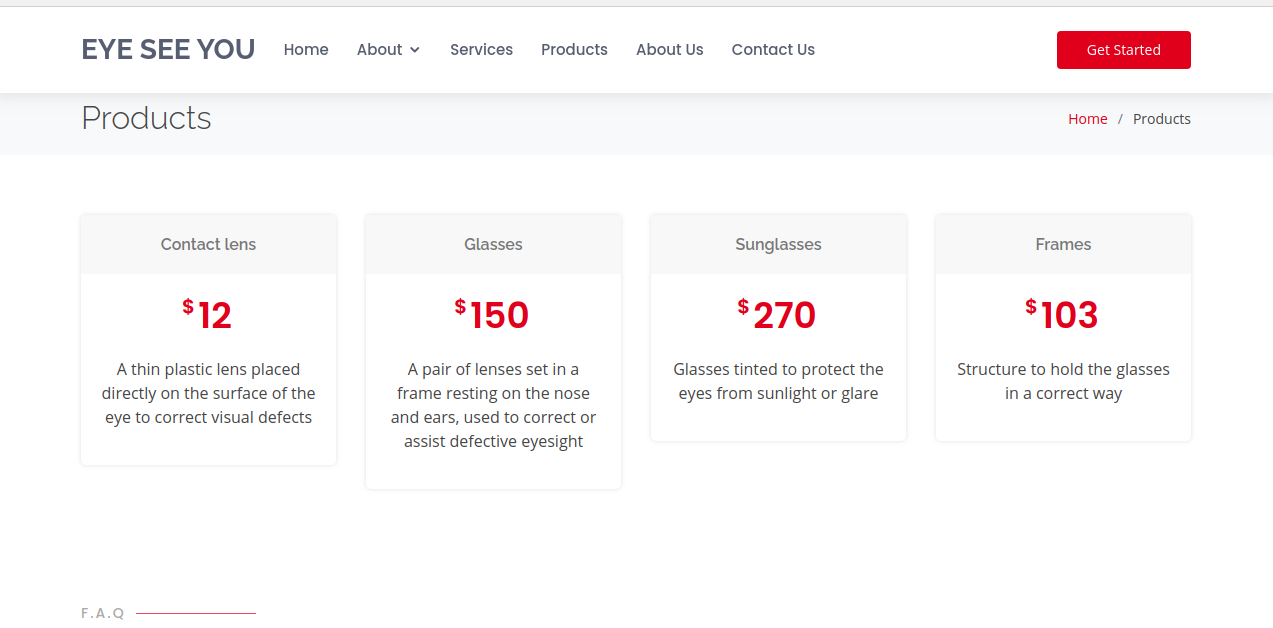 EYE SEE YOU Home About Services Products About Us Contact Us Get Started
Products Home / Products
Contact lens
$12
A thin plastic lens placed
directly on the surface of the
eye to correct visual defects
Glasses
$150
A pair of lenses set in a
frame resting on the nose
and ears, used to correct or
assist defective eyesight
Sunglasses
$270
Glasses tinted to protect the
eyes from sunlight or glare
Frames
$103
Structure to hold the glasses
in a correct way
F.A.Q